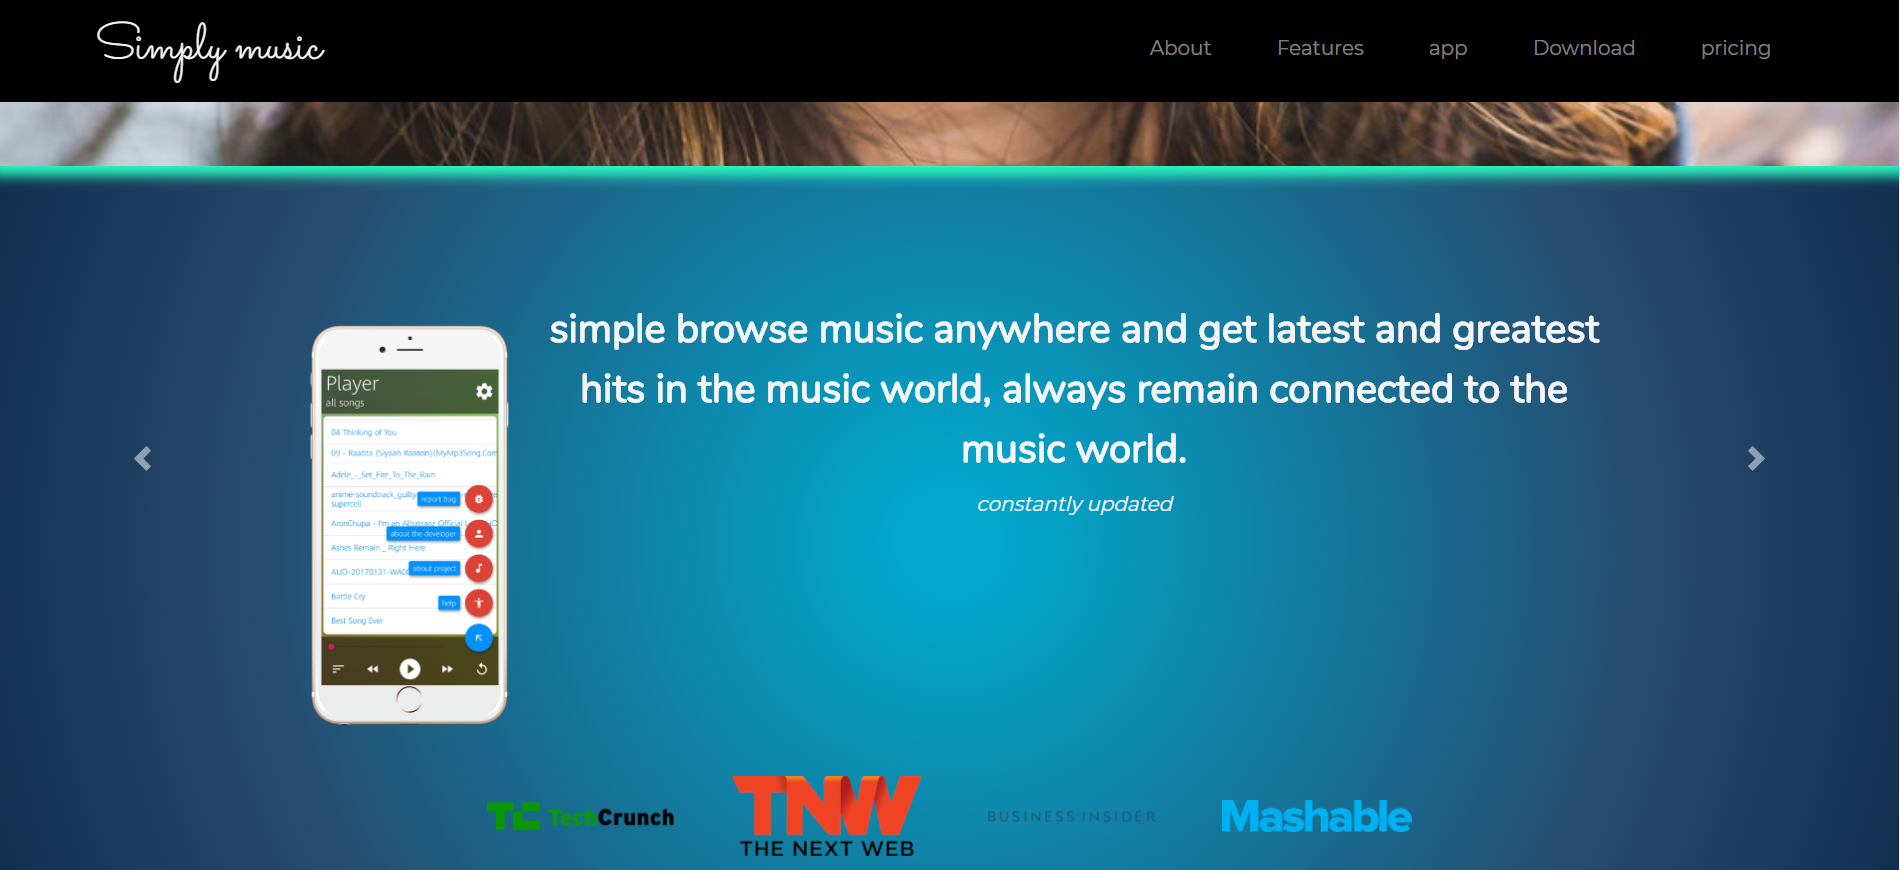 Simply music
About Features app Download pricing
simple browse music anywhere and get latest and greatest
hits in the music world, always remain connected to the
music world.
constantly updated
Player
all songs
04 Thinking of You
09 - Raabta (Siyaah Raatein)(MyMp3Song.Com
Adele_-_Set_Fire_To_The_Rain
anime-soundtrack_guilty
supercell
report bug
AronChupa - I'm an Albatraoz Official
about the developer
Ashes Remain _ Right Here
AUD-20170131-WA00
about project
Battle Cry
help
Best Song Ever
TC TechCrunch
TNW
THE NEXT WEB
BUSINESS INSIDER
Mashable